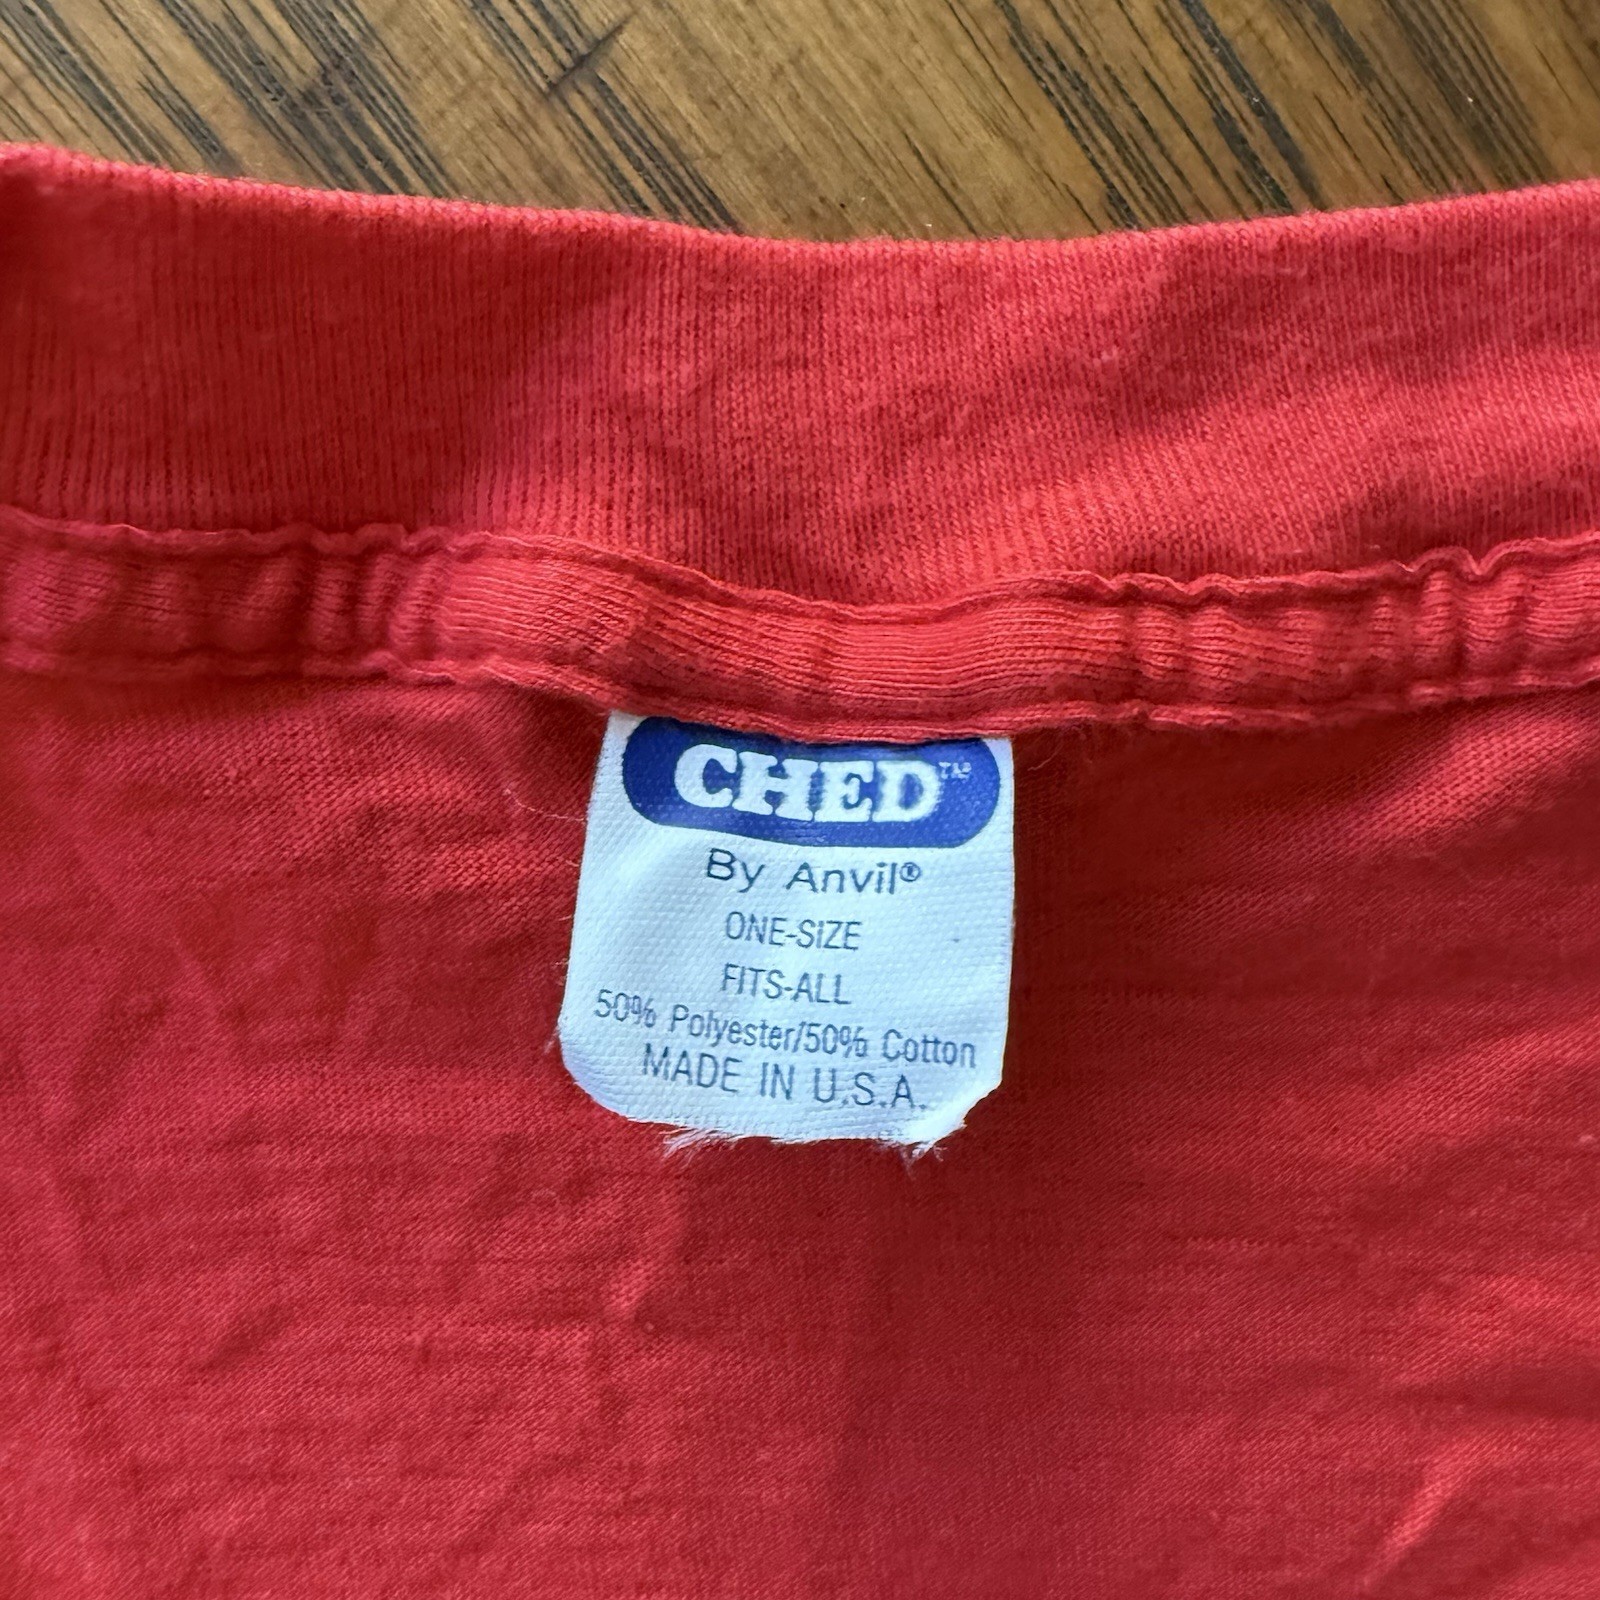 CHED™
By Anvil®
ONE-SIZE
FITS-ALL
50% Polyester/50% Cotton
MADE IN U.S.A.